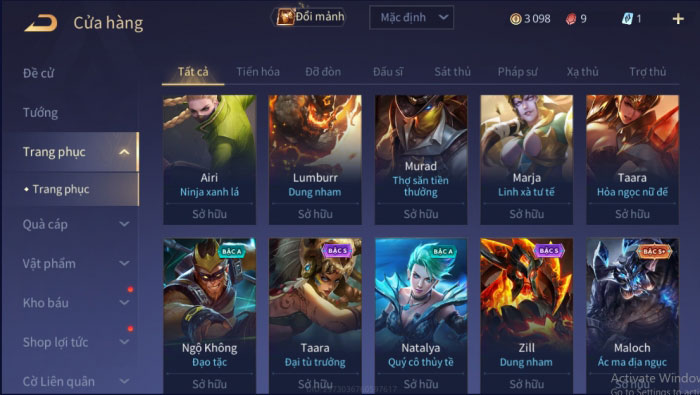 Cửa hàng
Đổi mảnh
Mặc định
3 098
9
1
Đề cử
Tướng
Trang phục
Trang phục
Quà cáp
Vật phẩm
Kho báu
Shop lợi tức
Cờ Liên quân
Tất cả Tiến hóa Đỡ đòn Đấu sĩ Sát thủ Pháp sư Xạ thủ Trợ thủ
Airi
Ninja xanh lá
Sở hữu
Lumburr
Dung nham
Sở hữu
Murad
Thợ săn tiền
thưởng
Sở hữu
Marja
Linh xà tư tế
Sở hữu
Taara
Hỏa ngọc nữ đế
Sở hữu
BẬC A
Ngộ Không
Đạo tặc
Sở hữu
BẬC S
Taara
Đại tù trưởng
Sở hữu
BẬC A
Natalya
Quý cô thủy tề
Sở hữu
BẬC S
Zill
Dung nham
Sở hữu
BẬC S+
Maloch
Ác ma địa ngục
Sở hữu
Activate Window
Go to Settings to acti